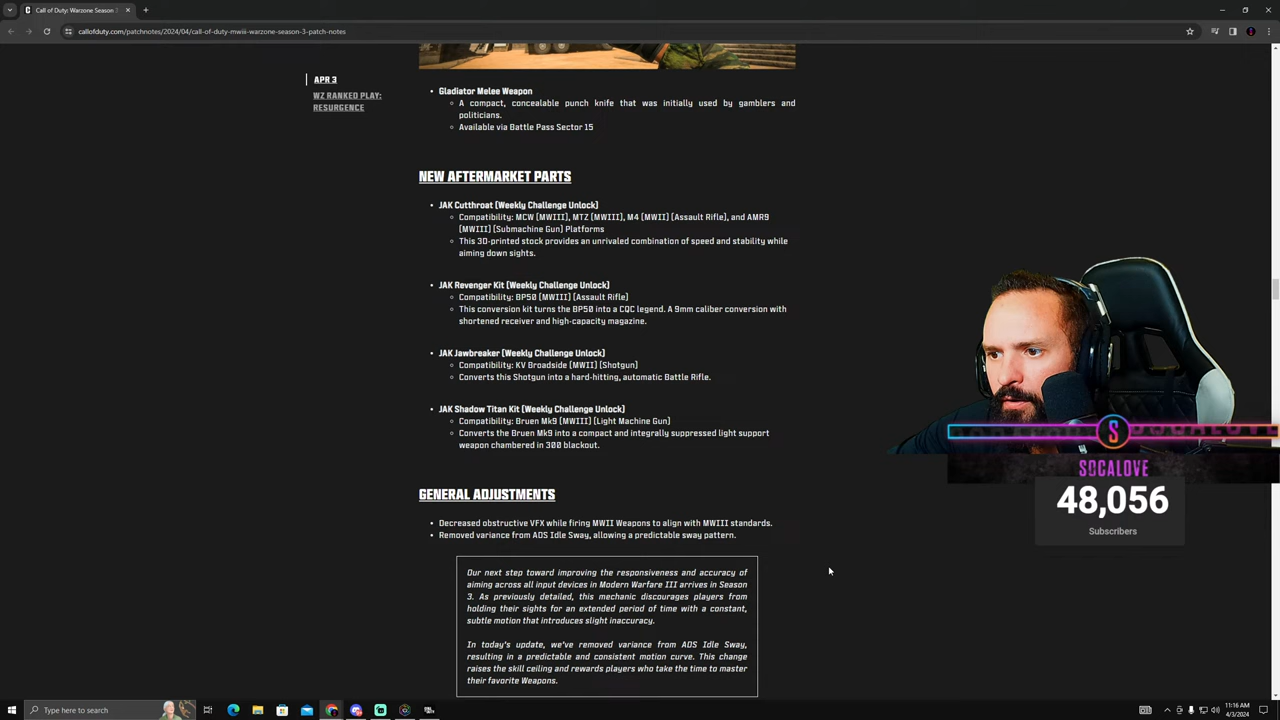 Call of Duty: Warzone Season 3
callofduty.com/patchnotes/2024/04/call-of-duty-mwiii-warzone-season-3-patch-notes
APR 3
WZ RANKED PLAY:
RESURGENCE
Gladiator Melee Weapon
A compact, concealable punch knife that was initially used by gamblers and
politicians.
Available via Battle Pass Sector 15
NEW AFTERMARKET PARTS
JAK Cutthroat (Weekly Challenge Unlock)
Compatibility: MCW (MWIII), MTZ (MWIII), M4 (MWII) (Assault Rifle), and AMR9
(MWIII) (Submachine Gun) Platforms
This 3D-printed stock provides an unrivaled combination of speed and stability while
aiming down sights.
JAK Revenger Kit (Weekly Challenge Unlock)
Compatibility: BP50 (MWIII) (Assault Rifle)
This conversion kit turns the BP50 into a CQC legend. A 9mm caliber conversion with
shortened receiver and high-capacity magazine.
JAK Jawbreaker (Weekly Challenge Unlock)
Compatibility: KV Broadside (MWII) (Shotgun)
Converts this Shotgun into a hard-hitting, automatic Battle Rifle.
JAK Shadow Titan Kit (Weekly Challenge Unlock)
Compatibility: Bruen Mk9 (MWIII) (Light Machine Gun)
Converts the Bruen Mk9 into a compact and integrally suppressed light support
weapon chambered in 300 blackout.
GENERAL ADJUSTMENTS
Decreased obstructive VFX while firing MWII Weapons to align with MWIII standards.
Removed variance from ADS Idle Sway, allowing a predictable sway pattern.
Our next step toward improving the responsiveness and accuracy of
aiming across all input devices in Modern Warfare III arrives in Season
3. As previously detailed, this mechanic discourages players from
holding their sights for an extended period of time with a constant,
subtle motion that introduces slight inaccuracy.
In today's update, we've removed variance from ADS Idle Sway,
resulting in a predictable and consistent motion curve. This change
raises the skill ceiling and rewards players who take the time to master
their favorite Weapons.
S
SOCALOVE
48,056
Subscribers
Type here to search
11:16 AM
4/3/2024